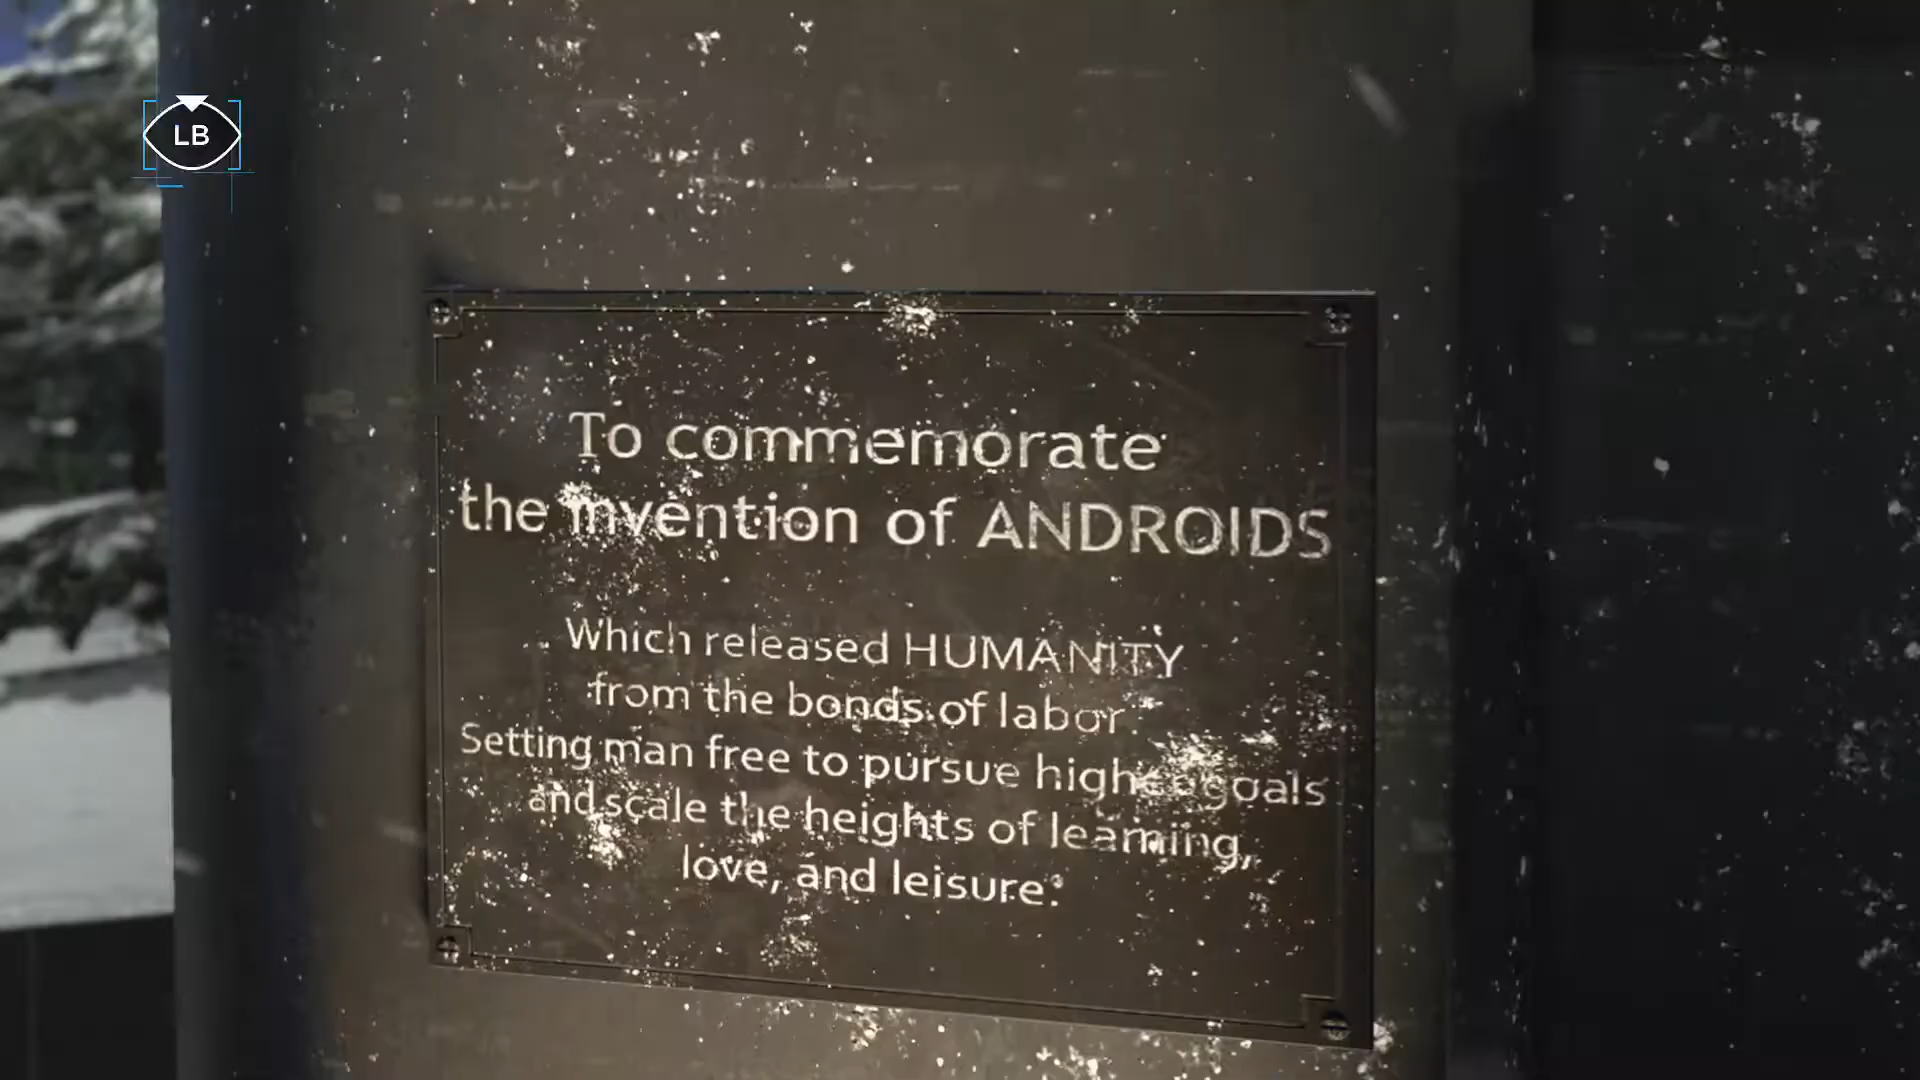 LB
To commemorate
the invention of ANDROIDS
Which released HUMANITY
from the bonds of labor.
Setting man free to pursue higher goals
and scale the heights of learning,
love, and leisure.